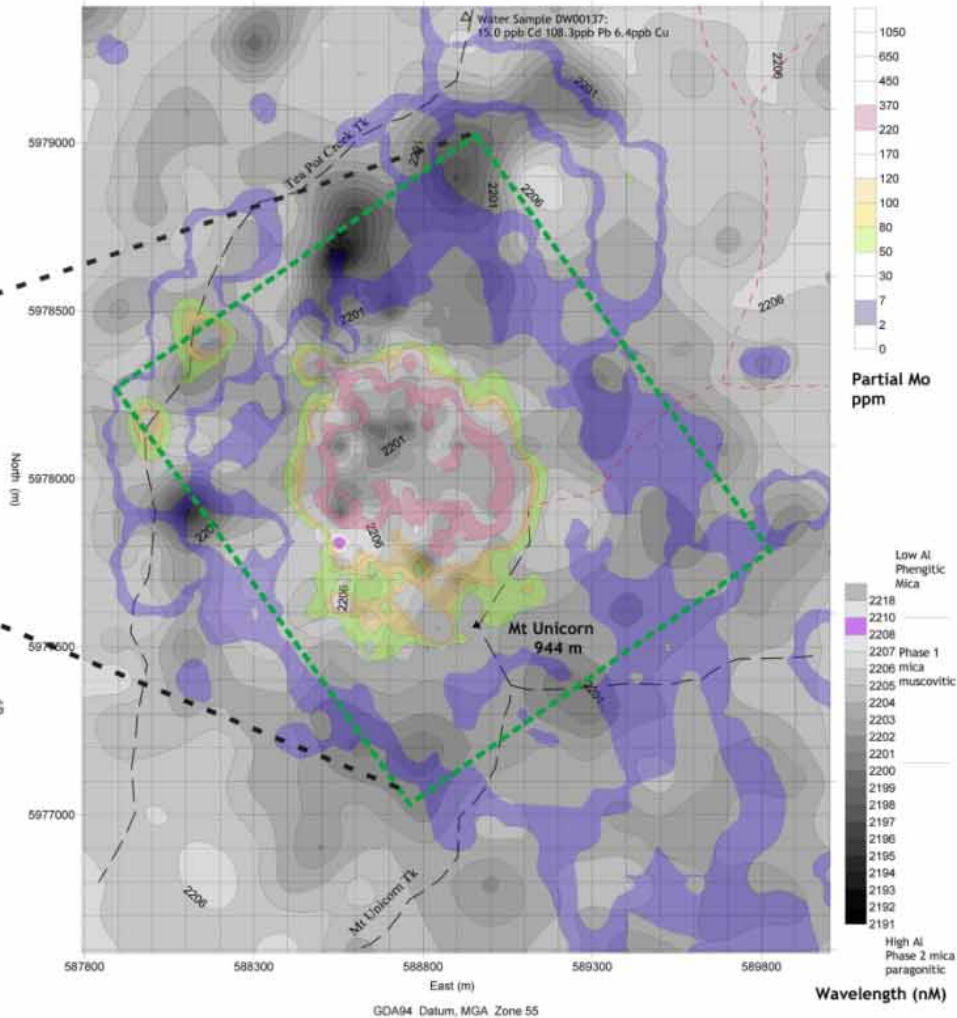 Water Sample DW00137:
15.0 ppb Cd 108.3ppb Pb 6.4ppb Cu
2206
2201
Tea Pot Creek Tk
2201
2201
2206
2206
2201
2201
2206
2206
2201
Mt Unicorn
944 m
2201
2206
Mt Unicorn Tk
5979000
5978500
5978000
5977000
North (m)
587800
588300
588800
589300
589800
East (m)
GDA94 Datum, MGA Zone 55
1050
650
450
370
220
170
120
100
80
50
30
7
2
0
Partial Mo
ppm
Low Al
Phengitic
Mica
2218
2210
2208
2207
2206
2205
2204
2203
2202
2201
2200
2199
2198
2197
2196
2195
2194
2193
2192
2191
Phase 1
mica
muscovitic
High Al
Phase 2 mica
paragonitic
Wavelength (nM)